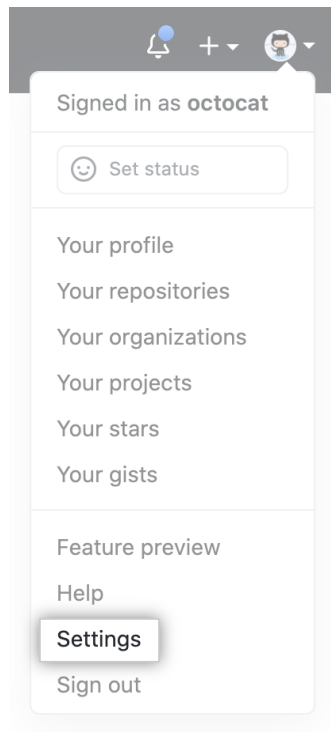 Signed in as octocat
Set status
Your profile
Your repositories
Your organizations
Your projects
Your stars
Your gists
Feature preview
Help
Settings
Sign out